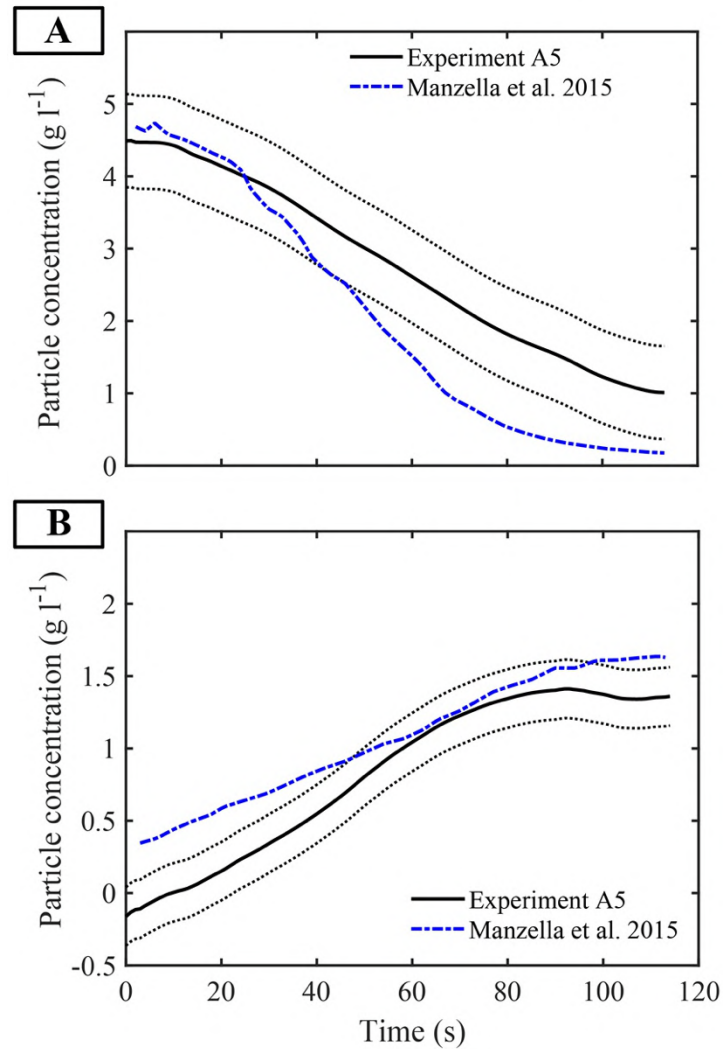 A
Experiment A5
Manzella et al. 2015
Particle concentration (g l⁻¹)
5
4
3
2
1
0
B
Particle concentration (g l⁻¹)
2
1.5
1
0.5
0
-0.5
Experiment A5
Manzella et al. 2015
0 20 40 60 80 100 120
Time (s)